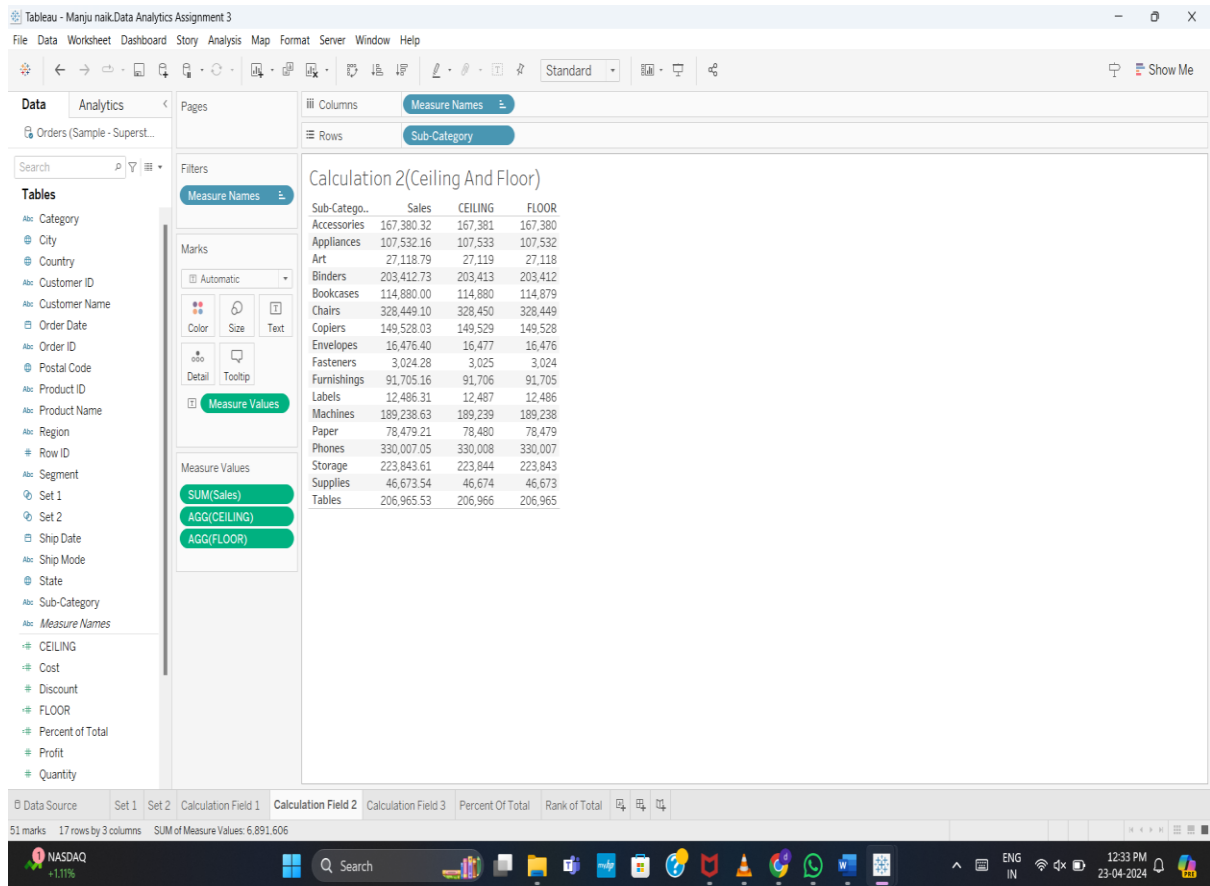 Tableau - Manju naik.Data Analytics Assignment 3
File Data Worksheet Dashboard Story Analysis Map Format Server Window Help
Standard
Show Me
Data Analytics
Orders (Sample - Superst...
Search
Tables
Abc Category
City
Country
Abc Customer ID
Abc Customer Name
Order Date
Abc Order ID
Postal Code
Abc Product ID
Abc Product Name
Abc Region
# Row ID
Abc Segment
Set 1
Set 2
Ship Date
Abc Ship Mode
State
Abc Sub-Category
Abc Measure Names
=# CEILING
=# Cost
# Discount
=# FLOOR
=# Percent of Total
# Profit
# Quantity
Pages
Filters
Measure Names
Marks
Automatic
Color Size Text
Detail Tooltip
Measure Values
Measure Values
SUM(Sales)
AGG(CEILING)
AGG(FLOOR)
Columns Measure Names
Rows Sub-Category
Calculation 2(Ceiling And Floor)
Sub-Catego.. Sales CEILING FLOOR
Accessories 167,380.32 167,381 167,380
Appliances 107,532.16 107,533 107,532
Art 27,118.79 27,119 27,118
Binders 203,412.73 203,413 203,412
Bookcases 114,880.00 114,880 114,879
Chairs 328,449.10 328,450 328,449
Copiers 149,528.03 149,529 149,528
Envelopes 16,476.40 16,477 16,476
Fasteners 3,024.28 3,025 3,024
Furnishings 91,705.16 91,706 91,705
Labels 12,486.31 12,487 12,486
Machines 189,238.63 189,239 189,238
Paper 78,479.21 78,480 78,479
Phones 330,007.05 330,008 330,007
Storage 223,843.61 223,844 223,843
Supplies 46,673.54 46,674 46,673
Tables 206,965.53 206,966 206,965
Data Source Set 1 Set 2 Calculation Field 1 Calculation Field 2 Calculation Field 3 Percent Of Total Rank of Total
51 marks 17 rows by 3 columns SUM of Measure Values: 6,891,606
1 NASDAQ
+1.11%
Search
ENG
IN
12:33 PM
23-04-2024